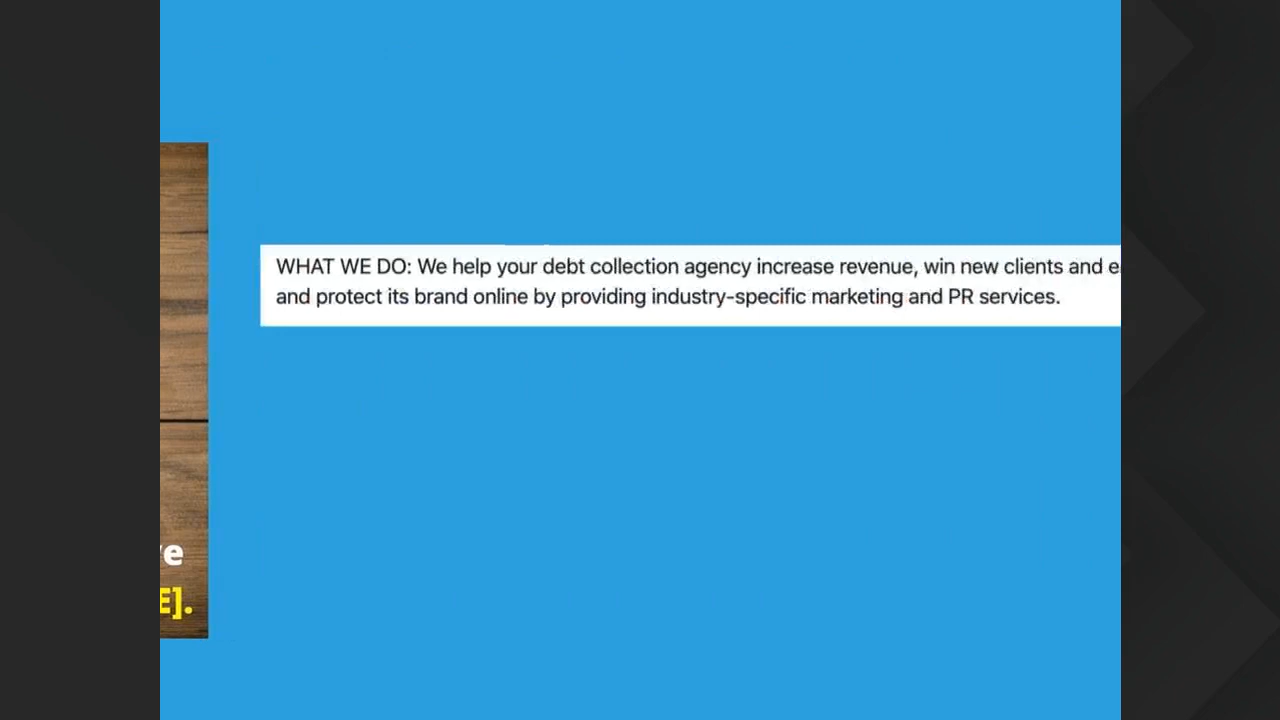 WHAT WE DO: We help your debt collection agency increase revenue, win new clients and
and protect its brand online by providing industry-specific marketing and PR services.